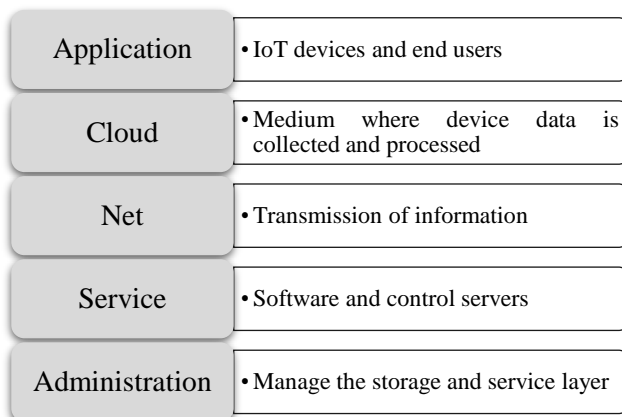 Application
• IoT devices and end users
Cloud
• Medium where device data is
collected and processed
Net
• Transmission of information
Service
• Software and control servers
Administration
• Manage the storage and service layer